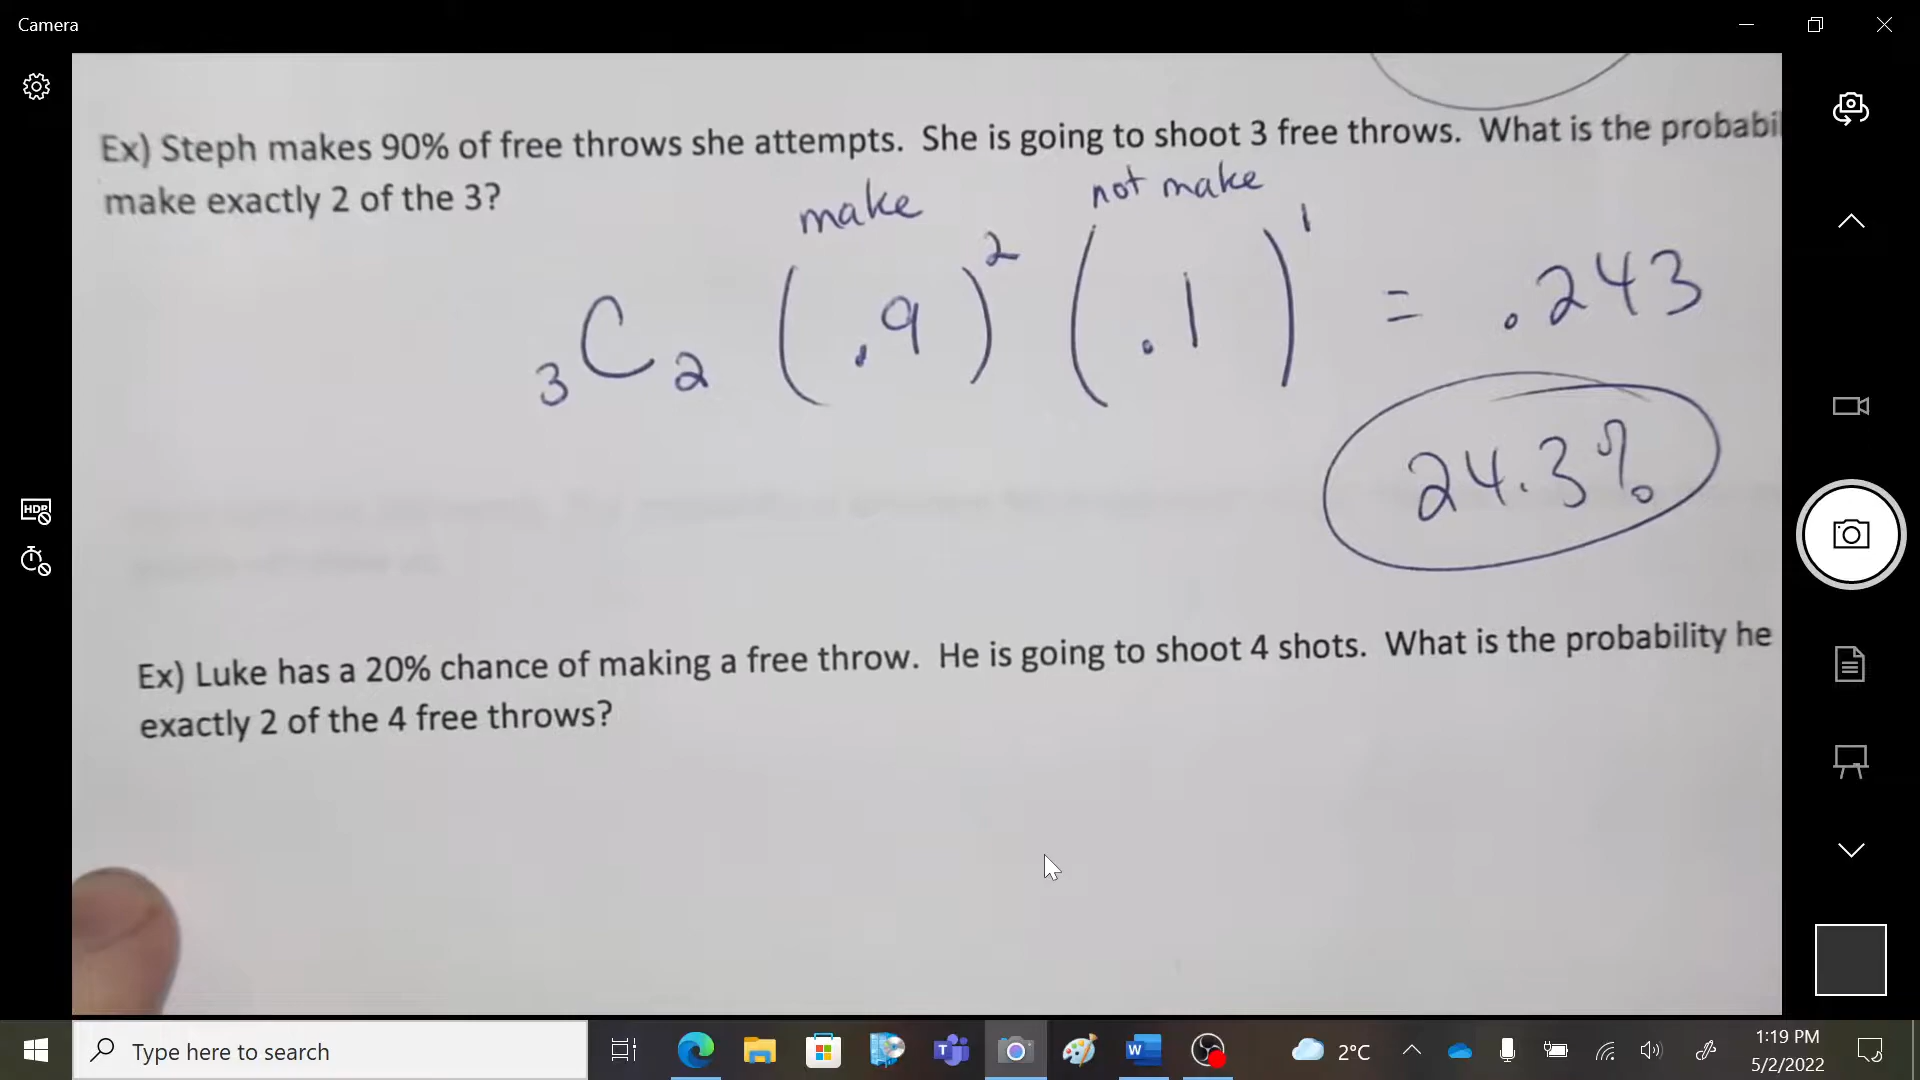 Camera
Ex) Steph makes 90% of free throws she attempts. She is going to shoot 3 free throws. What is the probabil
make exactly 2 of the 3?
make not make
₃C₂ (.9)² (.1)¹ = .243
24.3%
Ex) Luke has a 20% chance of making a free throw. He is going to shoot 4 shots. What is the probability he
exactly 2 of the 4 free throws?
HDR
Type here to search
2°C
1:19 PM
5/2/2022